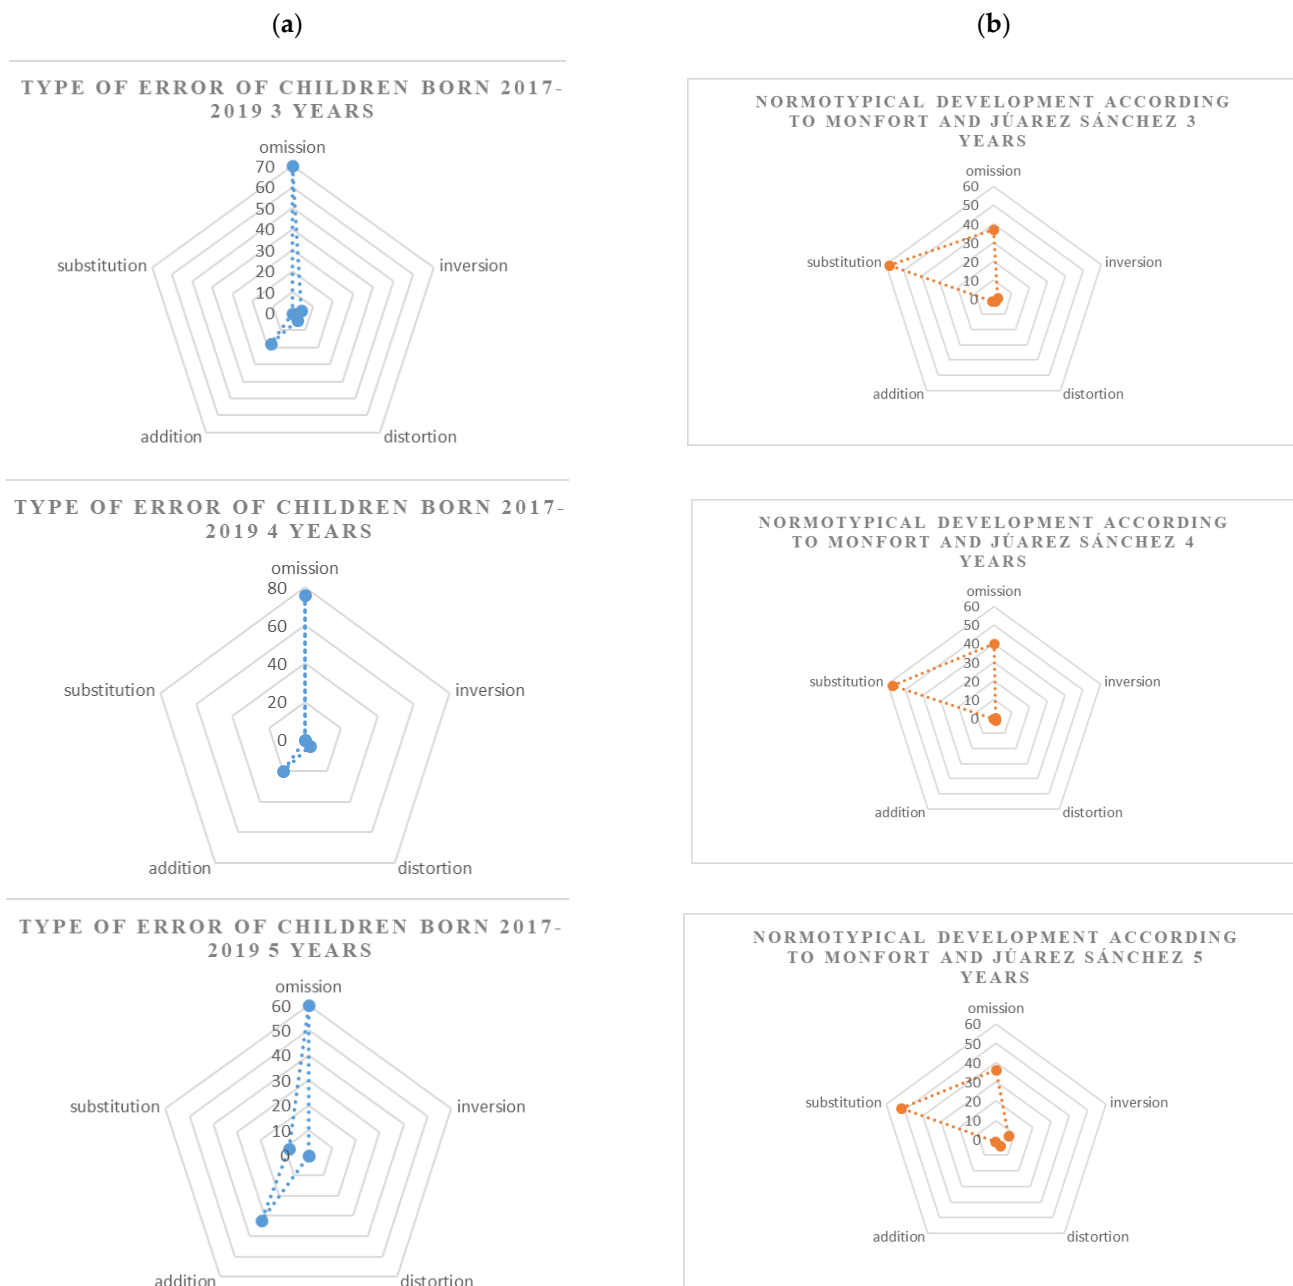 (a)
(b)
TYPE OF ERROR OF CHILDREN BORN 2017-
2019 3 YEARS
omission
70
60
50
40
30
20
10
0
substitution
inversion
addition
distortion
NORMOTYPICAL DEVELOPMENT ACCORDING
TO MONFORT AND JÚAREZ SÁNCHEZ 3
YEARS
omission
60
50
40
30
20
10
0
substitution
inversion
addition
distortion
TYPE OF ERROR OF CHILDREN BORN 2017-
2019 4 YEARS
omission
80
60
40
20
0
substitution
inversion
addition
distortion
NORMOTYPICAL DEVELOPMENT ACCORDING
TO MONFORT AND JÚAREZ SÁNCHEZ 4
YEARS
omission
60
50
40
30
20
10
0
substitution
inversion
addition
distortion
TYPE OF ERROR OF CHILDREN BORN 2017-
2019 5 YEARS
omission
60
50
40
30
20
10
0
substitution
inversion
addition
distortion
NORMOTYPICAL DEVELOPMENT ACCORDING
TO MONFORT AND JÚAREZ SÁNCHEZ 5
YEARS
omission
60
50
40
30
20
10
0
substitution
inversion
addition
distortion